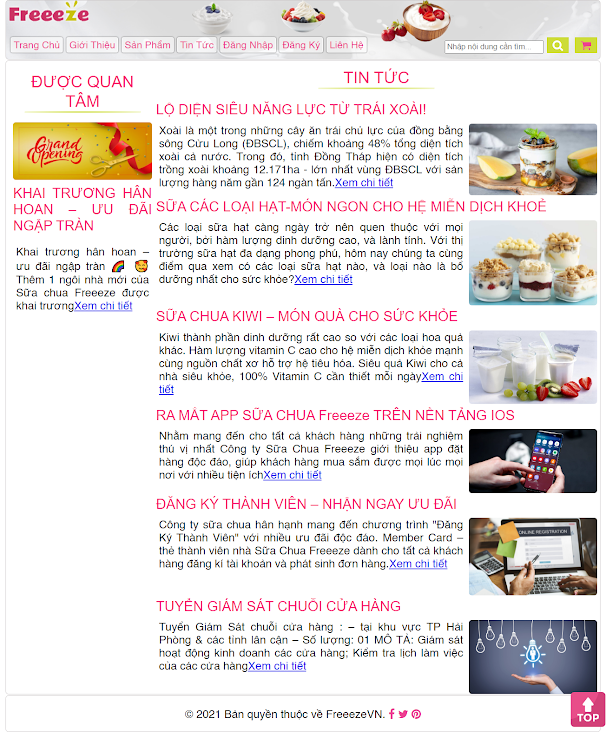 Freeeze
Trang Chủ
Giới Thiệu
Sản Phẩm
Tin Tức
Đăng Nhập
Đăng Ký
Liên Hệ
Nhập nội dung cần tìm...
ĐƯỢC QUAN
TÂM
Grand
Opening
KHAI TRƯƠNG HÂN
HOAN – ƯU ĐÃI
NGẬP TRÀN
Khai trương hân hoan –
ưu đãi ngập tràn 🌈 🥰
Thêm 1 ngôi nhà mới của
Sữa chua Freeeze được
khai trươngXem chi tiết
TIN TỨC
LỘ DIỆN SIÊU NĂNG LỰC TỪ TRÁI XOÀI!
Xoài là một trong những cây ăn trái chủ lực của đồng bằng
sông Cửu Long (ĐBSCL), chiếm khoảng 48% tổng diện tích
xoài cả nước. Trong đó, tỉnh Đồng Tháp hiện có diện tích
trồng xoài khoảng 12.171ha - lớn nhất vùng ĐBSCL với sản
lượng hàng năm gần 124 ngàn tấn.Xem chi tiết
SỮA CÁC LOẠI HẠT-MÓN NGON CHO HỆ MIỄN DỊCH KHOẺ
Các loại sữa hạt càng ngày trở nên quen thuộc với mọi
người, bởi hàm lượng dinh dưỡng cao, và lành tính. Với thị
trường sữa hạt đa dạng phong phú, hôm nay chúng ta cùng
điểm qua xem có các loại sữa hạt nào, và loại nào là bổ
dưỡng nhất cho sức khỏe?Xem chi tiết
SỮA CHUA KIWI – MÓN QUÀ CHO SỨC KHỎE
Kiwi thành phần dinh dưỡng rất cao so với các loại hoa quả
khác. Hàm lượng vitamin C cao cho hệ miễn dịch khỏe mạnh
cùng nguồn chất xơ hỗ trợ hệ tiêu hóa. Siêu quả Kiwi cho cả
nhà siêu khỏe, 100% Vitamin C cần thiết mỗi ngàyXem chi
tiết
RA MẮT APP SỮA CHUA Freeeze TRÊN NỀN TẢNG IOS
Nhằm mang đến cho tất cả khách hàng những trải nghiệm
thú vị nhất Công ty Sữa Chua Freeeze giới thiệu app đặt
hàng độc đáo, giúp khách hàng mua sắm được mọi lúc mọi
nơi với nhiều tiện íchXem chi tiết
ĐĂNG KÝ THÀNH VIÊN – NHẬN NGAY ƯU ĐÃI
Công ty sữa chua hân hạnh mang đến chương trình "Đăng
Ký Thành Viên" với nhiều ưu đãi độc đáo. Member Card –
thẻ thành viên nhà Sữa Chua Freeeze dành cho tất cả khách
hàng đăng kí tài khoản và phát sinh đơn hàng.Xem chi tiết
ONLINE REGISTRATION
TUYỂN GIÁM SÁT CHUỖI CỬA HÀNG
Tuyển Giám Sát chuỗi cửa hàng : – tại khu vực TP Hải
Phòng & các tỉnh lân cận – Số lượng: 01 MÔ TẢ: Giám sát
hoạt động kinh doanh các cửa hàng; Kiểm tra lịch làm việc
của các cửa hàngXem chi tiết
TOP
© 2021 Bản quyền thuộc về FreeezeVN.